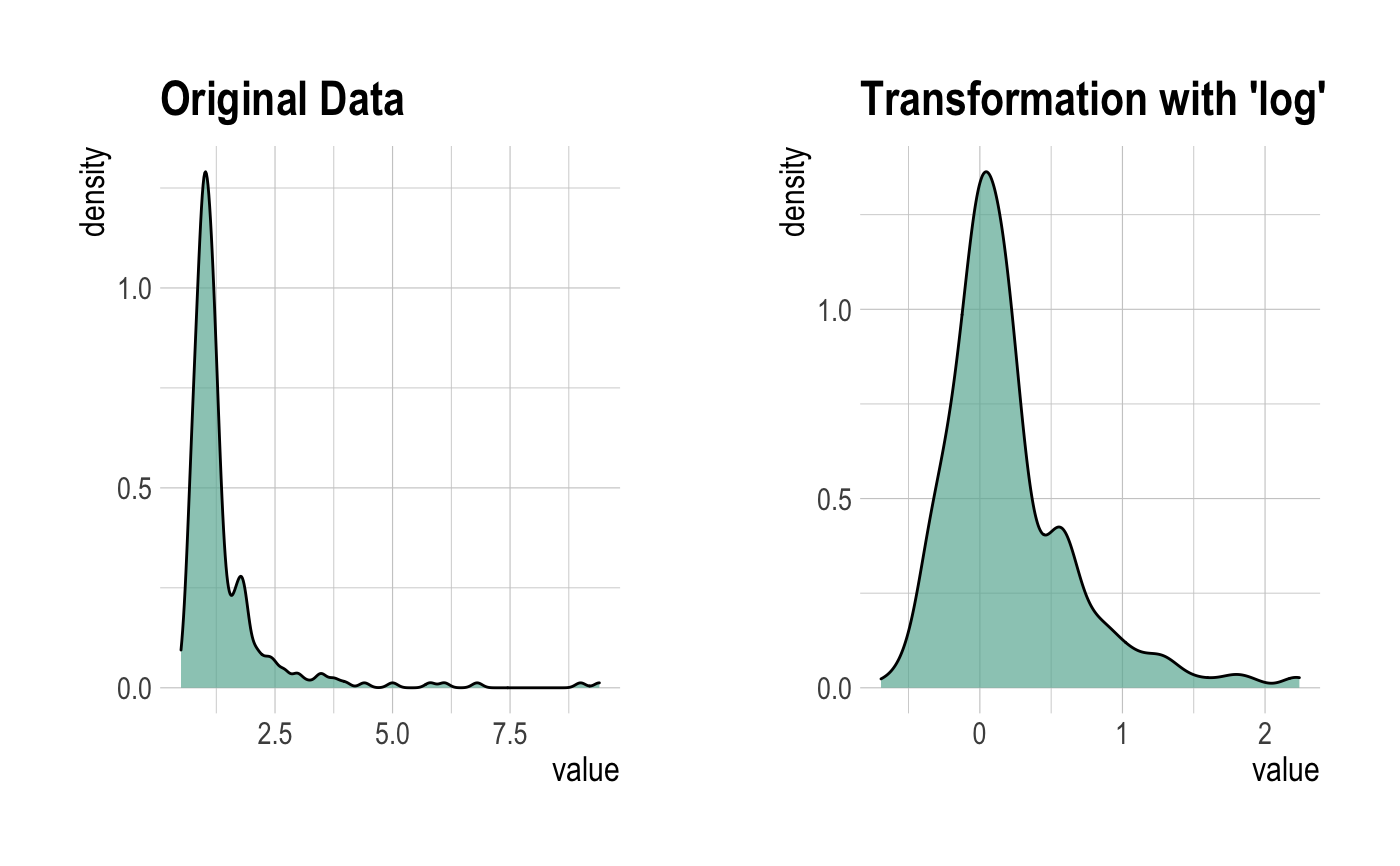 Original Data
density
1.0
0.5
0.0
2.5 5.0 7.5
value
Transformation with 'log'
density
1.0
0.5
0.0
0 1 2
value